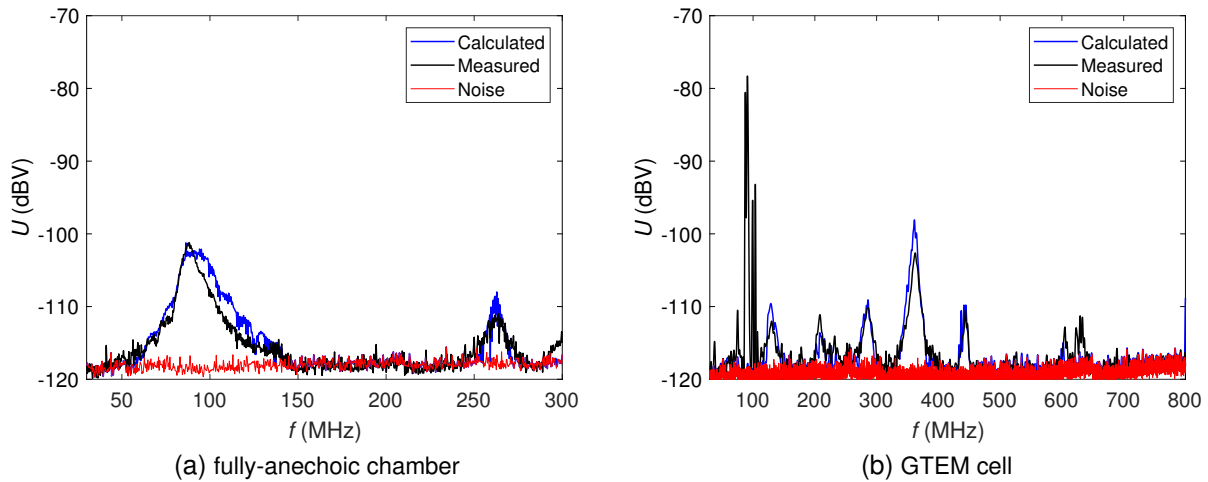 -70
-80
-90
-100
-110
-120
U (dBV)
50 100 150 200 250 300
f (MHz)
Calculated
Measured
Noise
(a) fully-anechoic chamber
-70
-80
-90
-100
-110
-120
U (dBV)
100 200 300 400 500 600 700 800
f (MHz)
Calculated
Measured
Noise
(b) GTEM cell